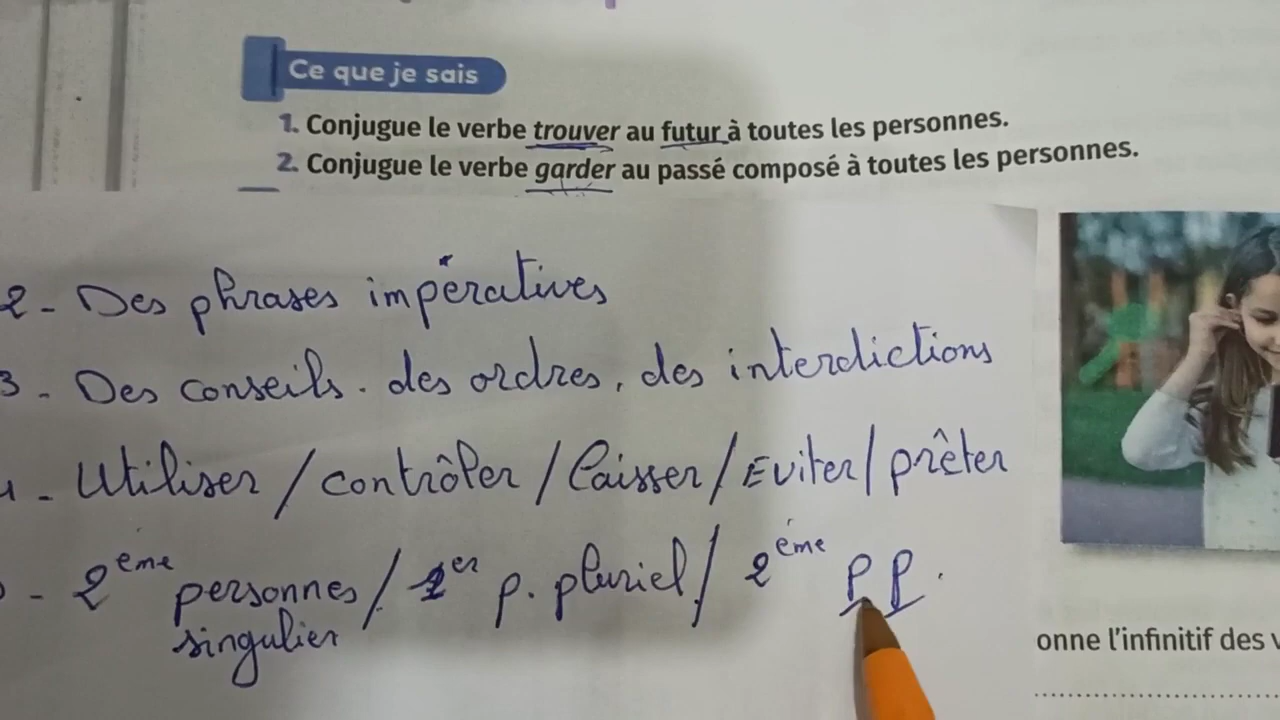 Ce que je sais
1. Conjugue le verbe trouver au futur à toutes les personnes.
2. Conjugue le verbe garder au passé composé à toutes les personnes.
2 - Des phrases impératives
3 - Des conseils. des ordres, des interdictions
- Utiliser / contrôler / laisser / Eviter / prêter
- 2ème personnes / 1er p. pluriel / 2ème P P.
singulier
onne l'infinitif des v